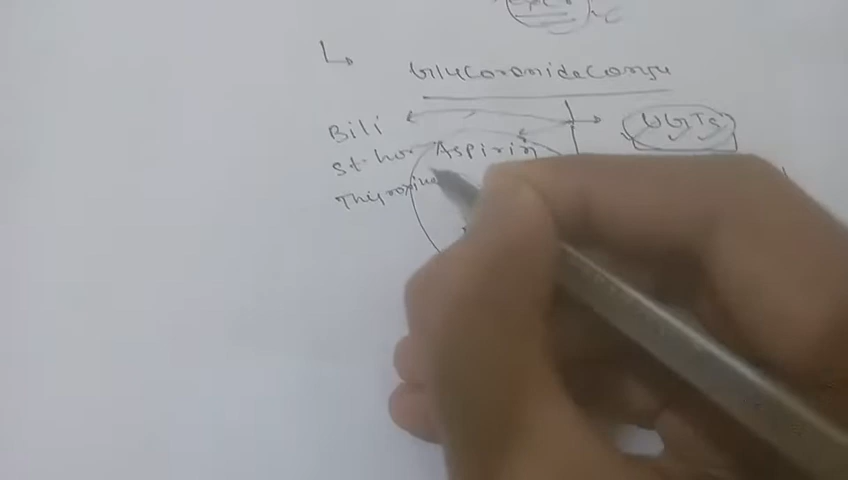 GluCoronideConju
UGTs
Bili
St. hor
Aspirin
Thyroxine